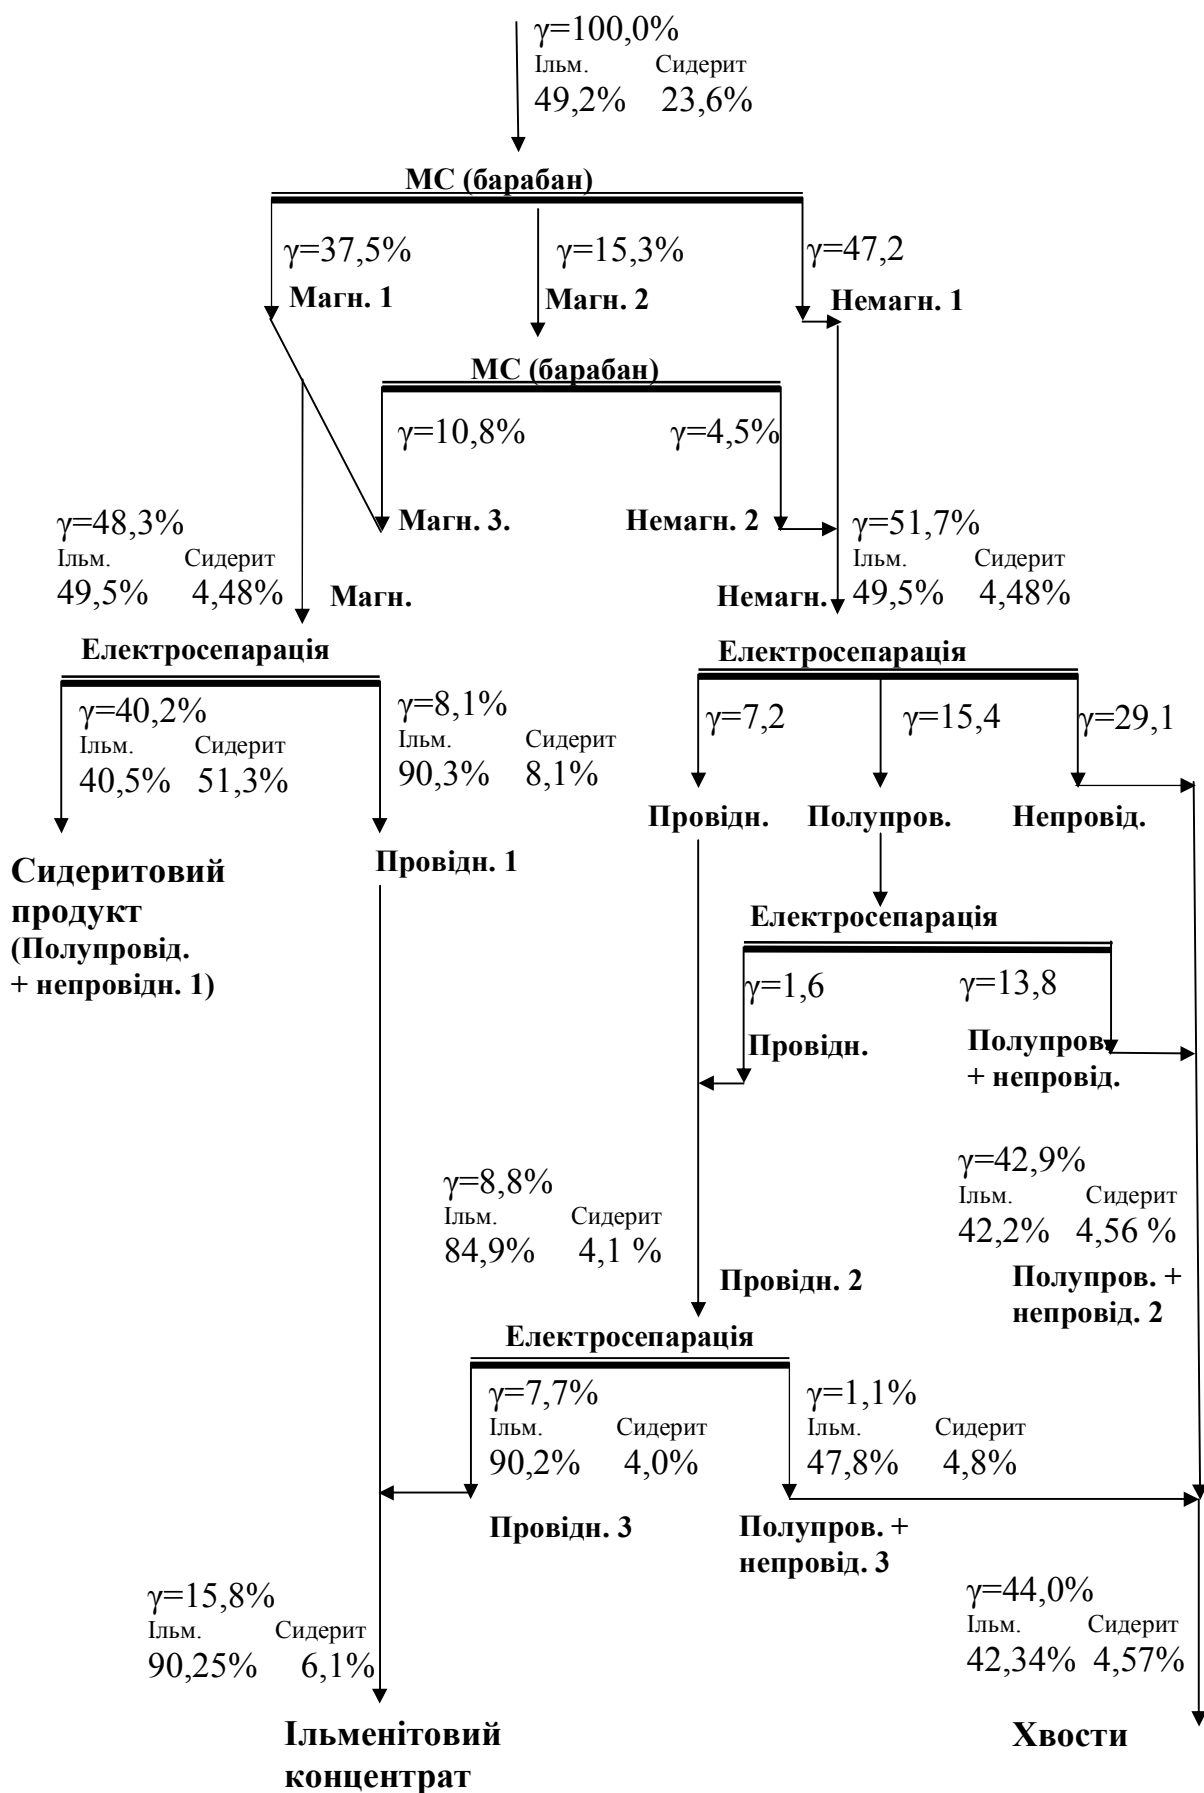 γ=100,0%
Ільм. Сидерит
49,2% 23,6%
МС (барабан)
γ=37,5% γ=15,3% γ=47,2
Магн. 1 Магн. 2 Немагн. 1
МС (барабан)
γ=10,8% γ=4,5%
Магн. 3. Немагн. 2
γ=48,3%
Ільм. Сидерит
49,5% 4,48%
Магн.
γ=51,7%
Ільм. Сидерит
Немагн. 49,5% 4,48%
Електросепарація
γ=40,2%
Ільм. Сидерит
40,5% 51,3%
γ=8,1%
Ільм. Сидерит
90,3% 8,1%
Сидеритовий
продукт
(Полупровід.
+ непровідн. 1)
Провідн. 1
Електросепарація
γ=7,2 γ=15,4 γ=29,1
Провідн. Полупров. Непровід.
Електросепарація
γ=1,6 γ=13,8
Провідн.
Полупров.
+ непровід.
γ=8,8%
Ільм. Сидерит
84,9% 4,1 %
Провідн. 2
γ=42,9%
Ільм. Сидерит
42,2% 4,56 %
Полупров. +
непровід. 2
Електросепарація
γ=7,7%
Ільм. Сидерит
90,2% 4,0%
Провідн. 3
γ=1,1%
Ільм. Сидерит
47,8% 4,8%
Полупров. +
непровід. 3
γ=15,8%
Ільм. Сидерит
90,25% 6,1%
Ільменітовий
концентрат
γ=44,0%
Ільм. Сидерит
42,34% 4,57%
Хвости